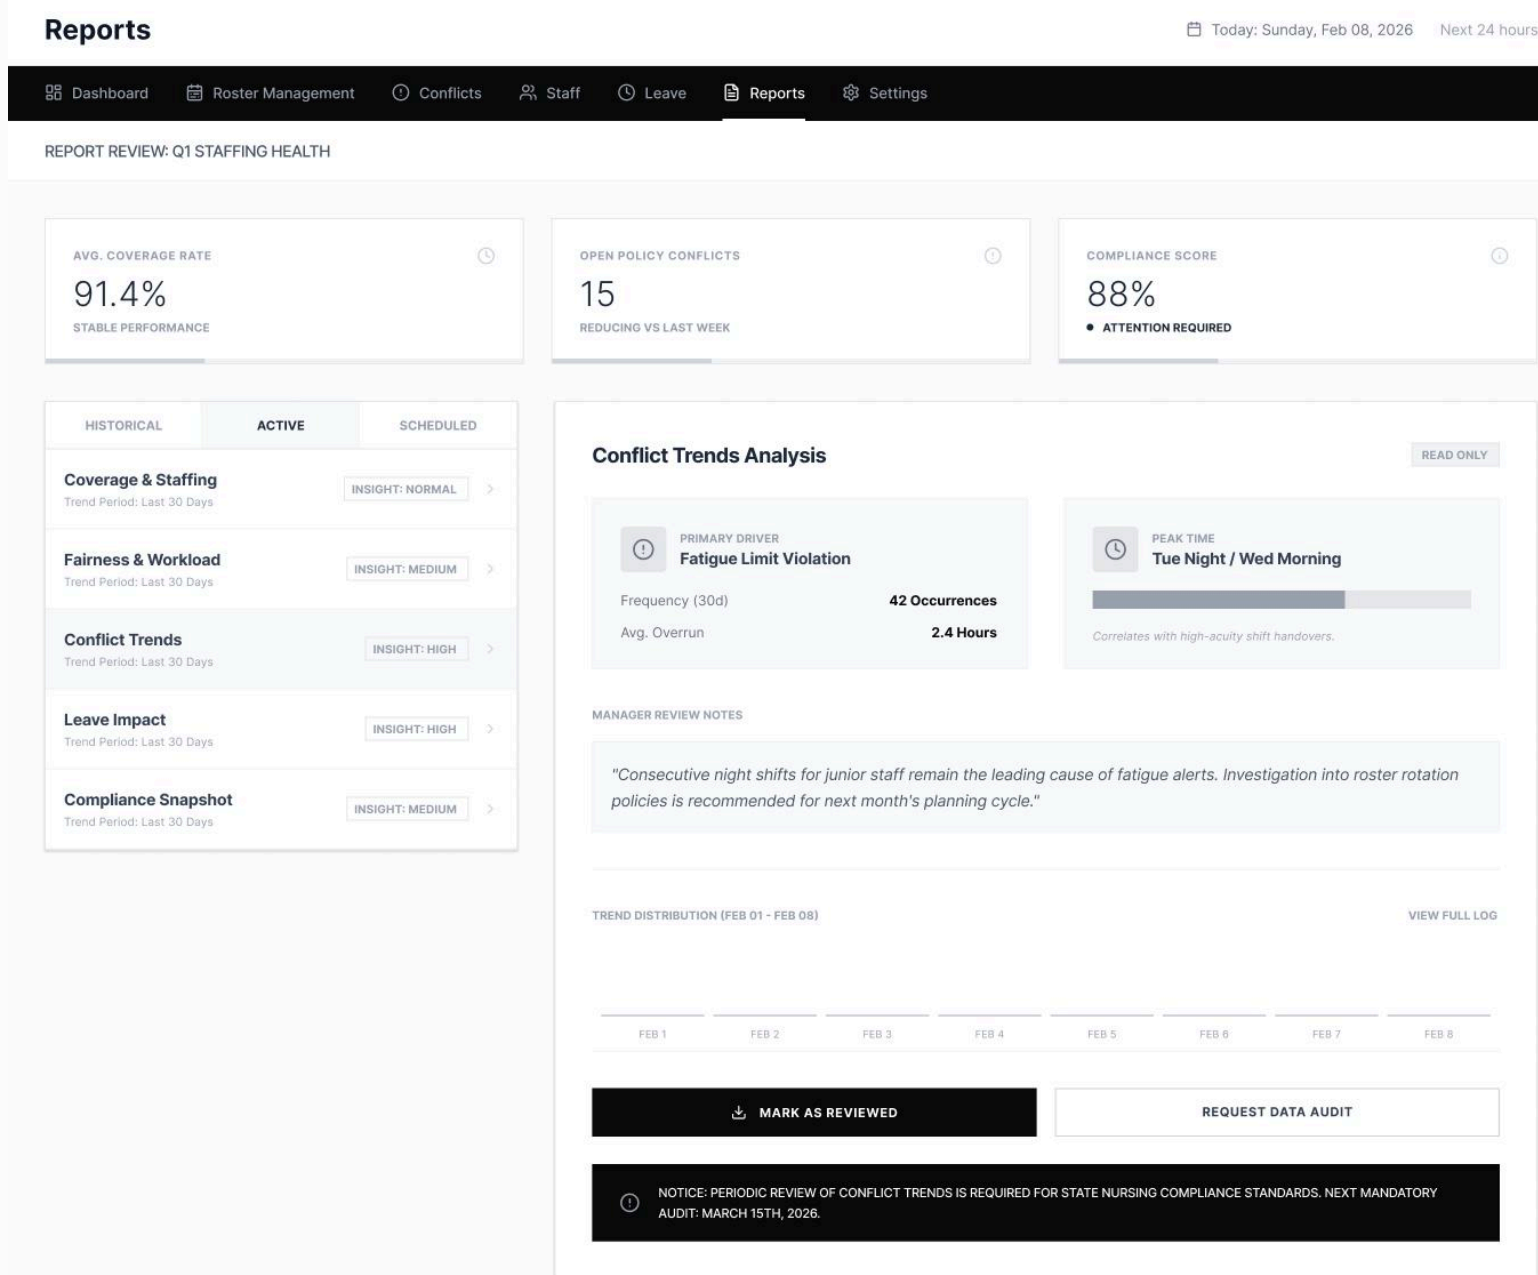 Reports
Today: Sunday, Feb 08, 2026
Next 24 hours
Dashboard
Roster Management
Conflicts
Staff
Leave
Reports
Settings
REPORT REVIEW: Q1 STAFFING HEALTH
AVG. COVERAGE RATE
91.4%
STABLE PERFORMANCE
OPEN POLICY CONFLICTS
15
REDUCING VS LAST WEEK
COMPLIANCE SCORE
88%
ATTENTION REQUIRED
HISTORICAL
ACTIVE
SCHEDULED
Coverage & Staffing
Trend Period: Last 30 Days
INSIGHT: NORMAL
Fairness & Workload
Trend Period: Last 30 Days
INSIGHT: MEDIUM
Conflict Trends
Trend Period: Last 30 Days
INSIGHT: HIGH
Leave Impact
Trend Period: Last 30 Days
INSIGHT: HIGH
Compliance Snapshot
Trend Period: Last 30 Days
INSIGHT: MEDIUM
Conflict Trends Analysis
READ ONLY
PRIMARY DRIVER
Fatigue Limit Violation
Frequency (30d)
42 Occurrences
Avg. Overrun
2.4 Hours
PEAK TIME
Tue Night / Wed Morning
Correlates with high-acuity shift handovers.
MANAGER REVIEW NOTES
"Consecutive night shifts for junior staff remain the leading cause of fatigue alerts. Investigation into roster rotation
policies is recommended for next month's planning cycle."
TREND DISTRIBUTION (FEB 01 - FEB 08)
VIEW FULL LOG
FEB 1
FEB 2
FEB 3
FEB 4
FEB 5
FEB 6
FEB 7
FEB 8
MARK AS REVIEWED
REQUEST DATA AUDIT
NOTICE: PERIODIC REVIEW OF CONFLICT TRENDS IS REQUIRED FOR STATE NURSING COMPLIANCE STANDARDS. NEXT MANDATORY
AUDIT: MARCH 15TH, 2026.